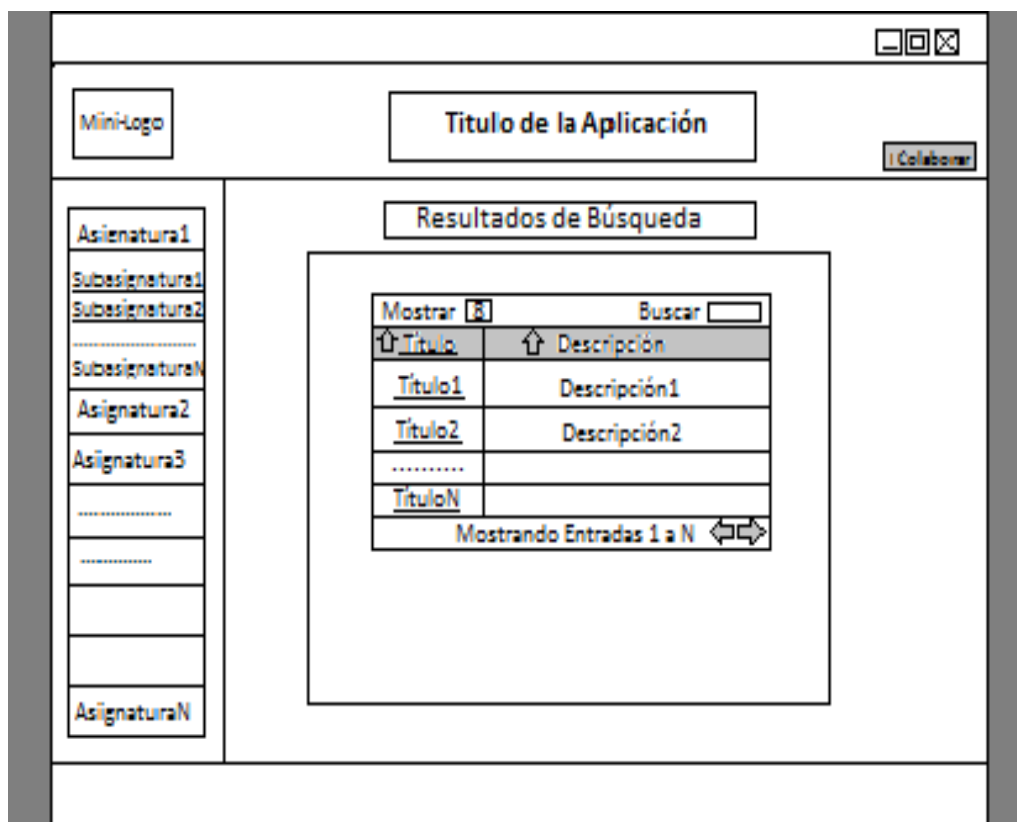 Mini-Logo
Titulo de la Aplicación
Colaborar
Resultados de Búsqueda
Asignatura1
Subasignatura1
Subasignatura2
..........................
SubasignaturaN
Asignatura2
Asignatura3
...................
...............
AsignaturaN
Mostrar 8 Buscar
Título Descripción
Título1 Descripción1
Título2 Descripción2
..........
TítuloN
Mostrando Entradas 1 a N